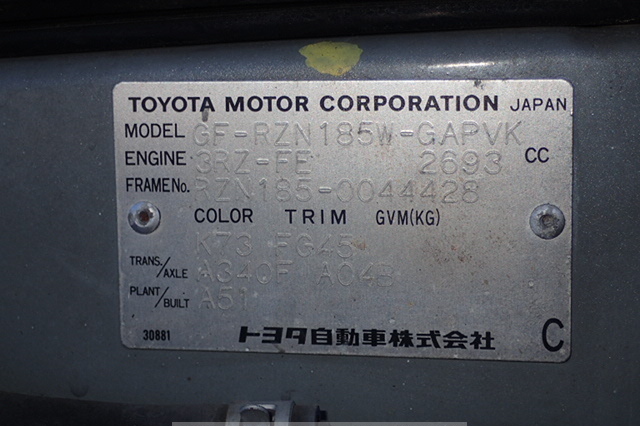 TOYOTA MOTOR CORPORATION JAPAN
MODEL GF-RZN185W-GAPVK
ENGINE 3RZ-FE 2693 CC
FRAME No. RZN185-0044428
COLOR TRIM GVM(KG)
K73 FG45
TRANS./AXLE A340F A04B
PLANT/BUILT A51
30881 トヨタ自動車株式会社 C